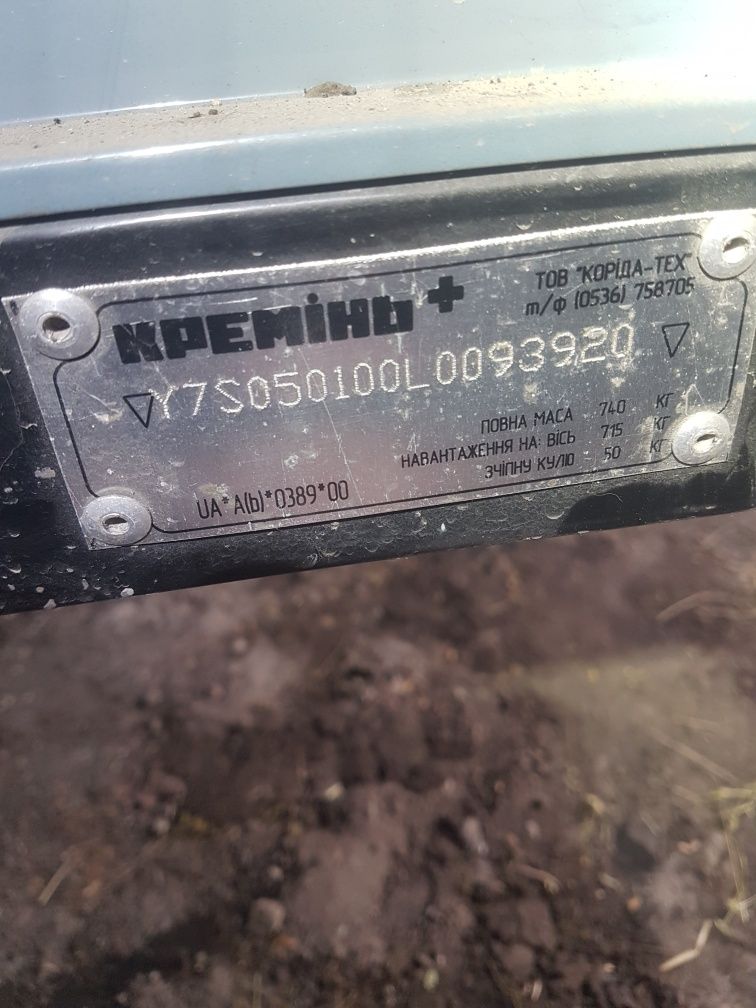 КРЕМІНЬ+
ТОВ "КОРІДА-ТЕХ"
т/ф (0536) 758705
Y7S050100L0093920
ПОВНА МАСА 740 КГ
НАВАНТАЖЕННЯ НА: ВІСЬ 715 КГ
ЗЧІПНУ КУЛЮ 50 КГ
UA*A(b)*0389*00